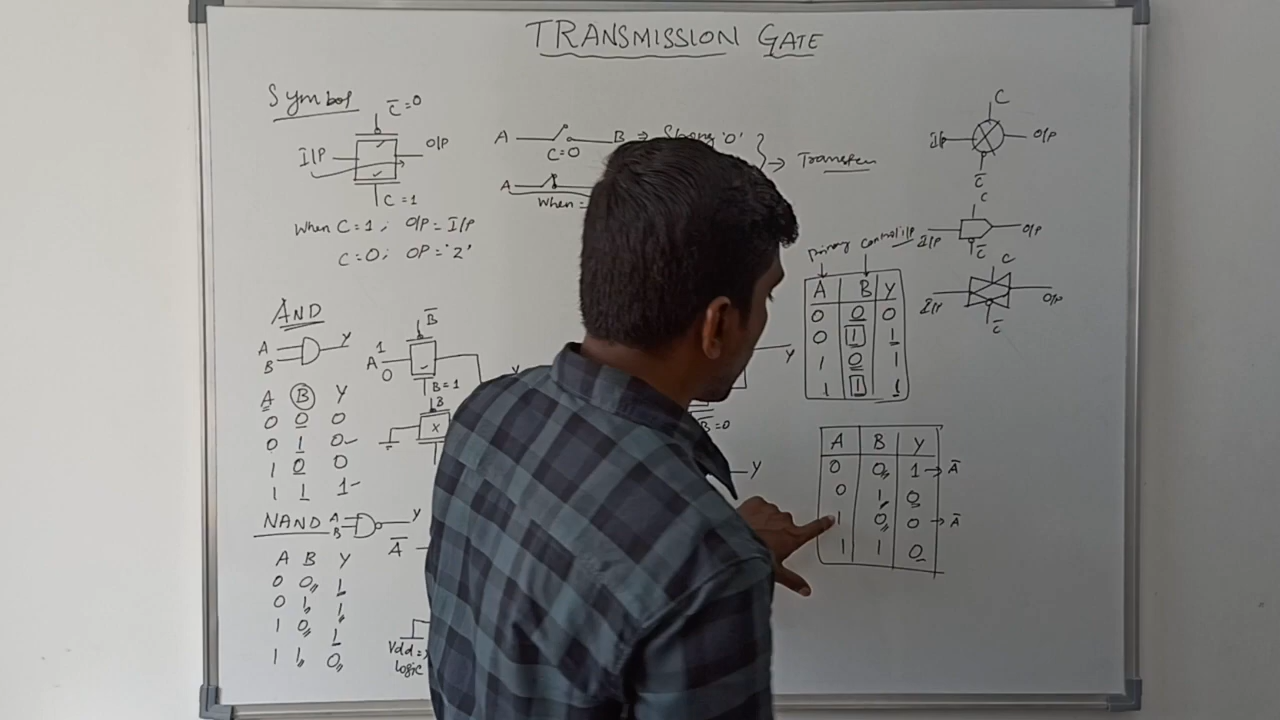 TRANSMISSION GATE
Symbol
C̅=0
I/P
O/P
C=1
When C=1; O/P=I/P
C=0; OP='Z'
A B ⇒ Strong '0'
C=0
A
When =
→ Transfer
C
I/P O/P
C̅
C
I/P O/P
C̅
C
I/P O/P
C̅
Primary Control I/P
A B Y
0 0 0
0 1 1
1 0 1
1 1 1
Y
B̅=0
Y
A B Y
0 0 1 → A̅
0 1 0
1 0 0 → A̅
1 1 0
AND
A
B
Y
A B Y
0 0 0
0 1 0
1 0 0
1 1 1
B̅
1
A
0
B=1
B
X
Y
NAND
A
B
Y
A B Y
0 0 1
0 1 1
1 0 1
1 1 0
A̅
Vdd=
logic